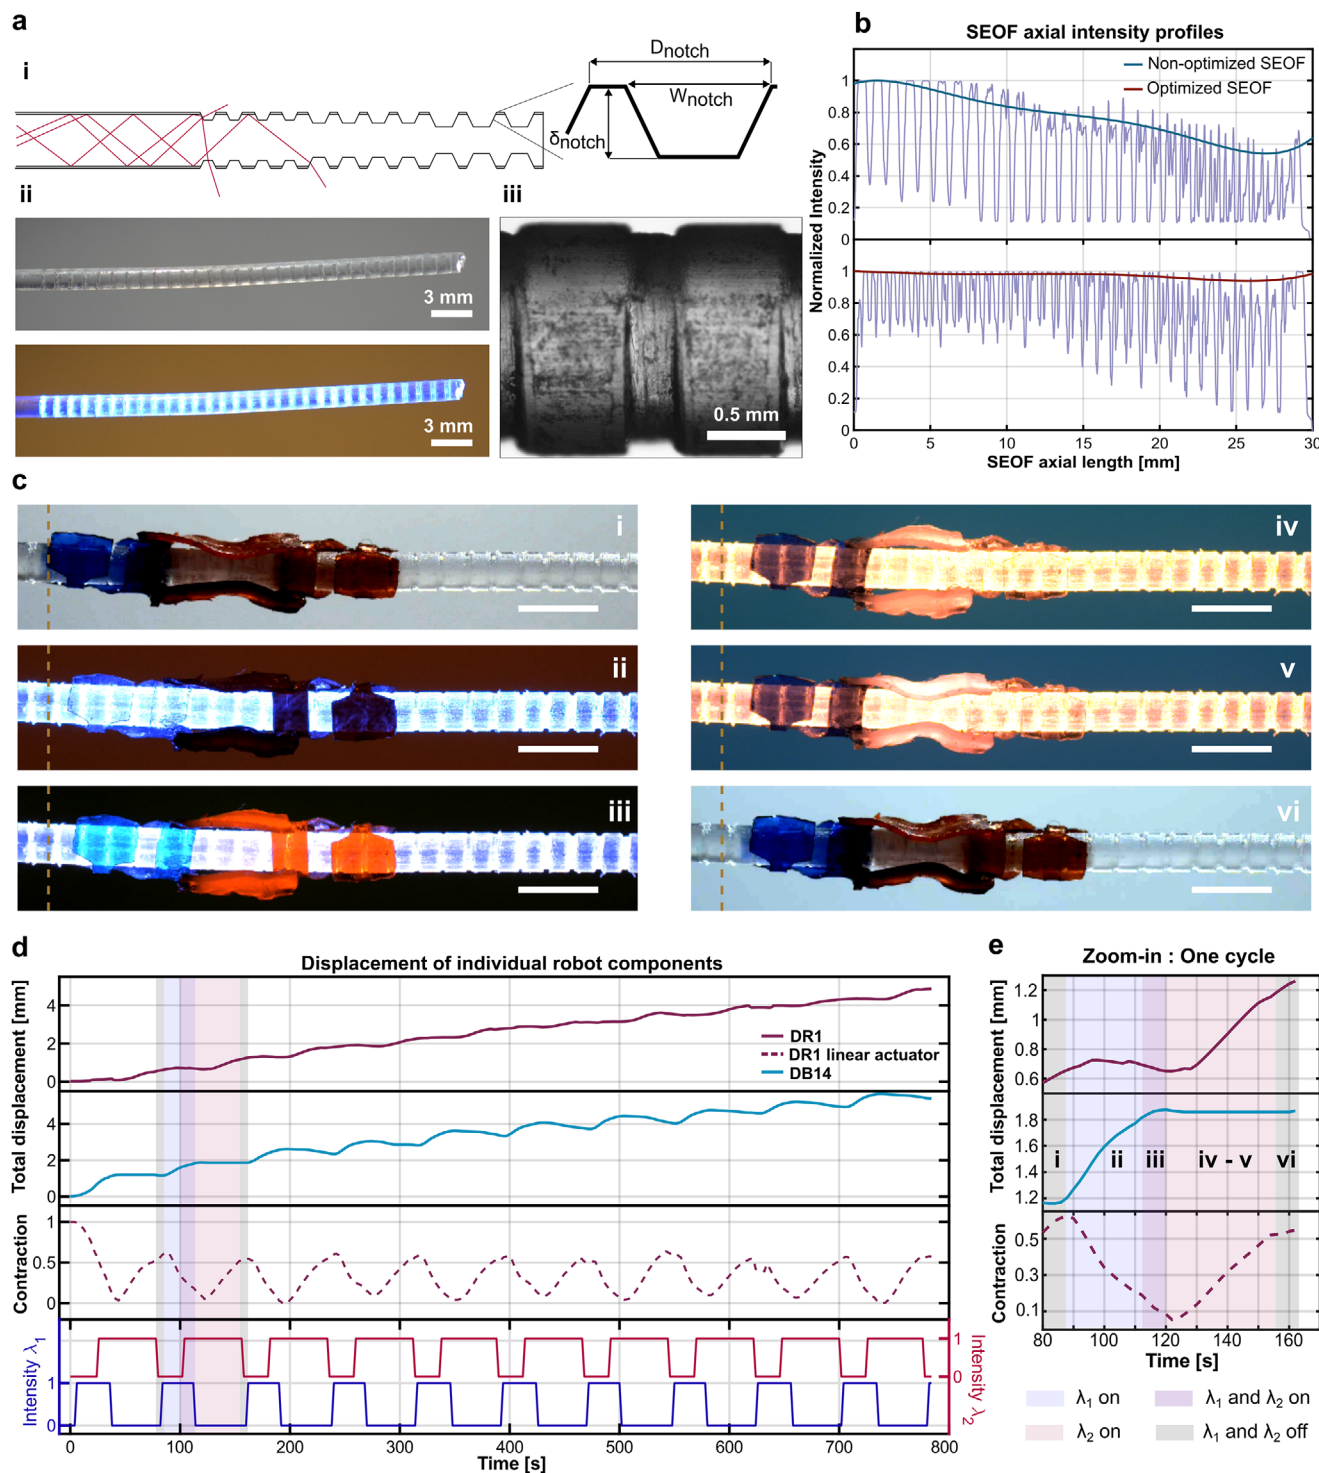 a
i
D_notch
W_notch
δ_notch
ii
3 mm
3 mm
iii
0.5 mm
b
SEOF axial intensity profiles
Non-optimized SEOF
Optimized SEOF
Normalized Intensity
1
0.8
0.6
0.4
0.2
0
1
0.8
0.6
0.4
0.2
0
0 5 10 15 20 25 30
SEOF axial length [mm]
c
i
ii
iii
iv
v
vi
d
Displacement of individual robot components
Total displacement [mm]
4
2
0
DR1
DR1 linear actuator
DB14
4
2
0
Contraction
1
0.5
0
Intensity λ₁
1
0
1
0
Intensity λ₂
0 100 200 300 400 500 600 700 800
Time [s]
e
Zoom-in : One cycle
Total displacement [mm]
1.2
1
0.8
0.6
1.8
1.6
1.4
1.2
i ii iii iv - v vi
Contraction
0.5
0.3
0.1
80 100 120 140 160
Time [s]
λ₁ on
λ₁ and λ₂ on
λ₂ on
λ₁ and λ₂ off